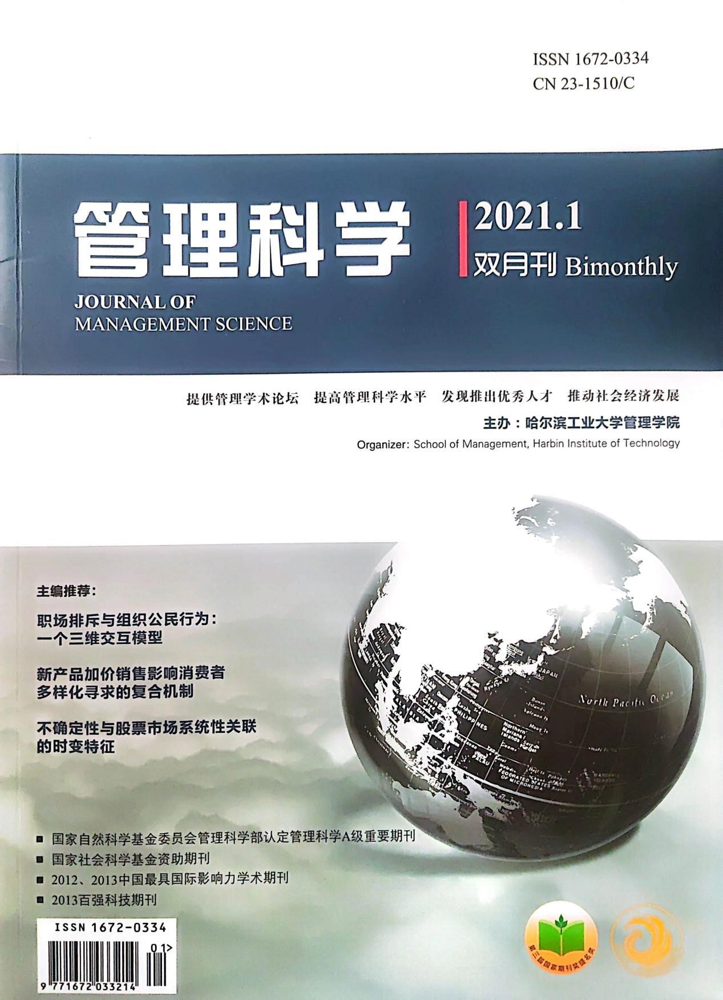 ISSN 1672-0334
CN 23-1510/C
管理科学
2021.1
双月刊 Bimonthly
JOURNAL OF
MANAGEMENT SCIENCE
提供管理学术论坛 提高管理科学水平 发现推出优秀人才 推动社会经济发展
主办：哈尔滨工业大学管理学院
Organizer: School of Management, Harbin Institute of Technology
主编推荐：
职场排斥与组织公民行为：
一个三维交互模型
新产品加价销售影响消费者
多样化寻求的复合机制
不确定性与股票市场系统性关联
的时变特征
JAPAN
North Pacific Ocean
PHILIPPINES
Northern
Mariana
Islands
PALAU
FEDERATED STATES
OF MICRONESIA
■ 国家自然科学基金委员会管理科学部认定管理科学A级重要期刊
■ 国家社会科学基金资助期刊
■ 2012、2013中国最具国际影响力学术期刊
■ 2013百强科技期刊
ISSN 1672-0334
01>
9 771672 033214
第三届国家期刊奖提名奖